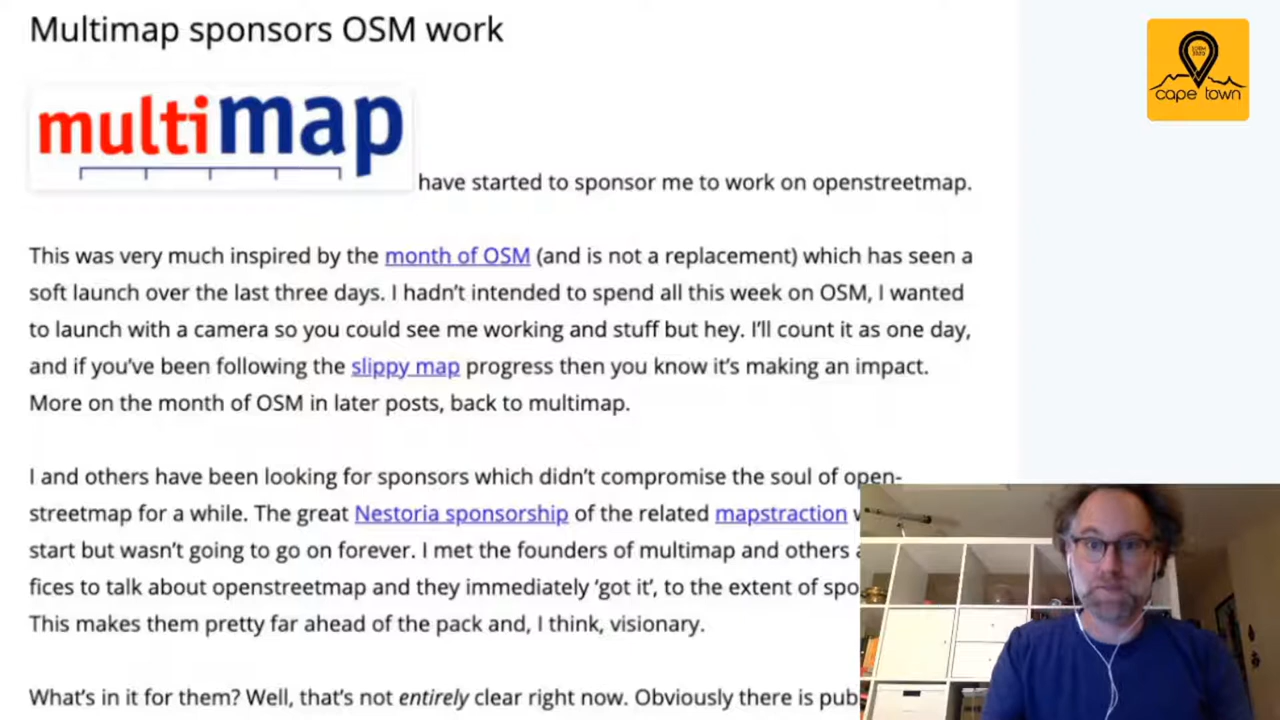 Multimap sponsors OSM work
multimap
have started to sponsor me to work on openstreetmap.
This was very much inspired by the month of OSM (and is not a replacement) which has seen a
soft launch over the last three days. I hadn't intended to spend all this week on OSM, I wanted
to launch with a camera so you could see me working and stuff but hey. I'll count it as one day,
and if you've been following the slippy map progress then you know it's making an impact.
More on the month of OSM in later posts, back to multimap.
I and others have been looking for sponsors which didn't compromise the soul of open-
streetmap for a while. The great Nestoria sponsorship of the related mapstraction
start but wasn't going to go on forever. I met the founders of multimap and others
fices to talk about openstreetmap and they immediately 'got it', to the extent of
This makes them pretty far ahead of the pack and, I think, visionary.
What's in it for them? Well, that's not entirely clear right now. Obviously there is
cape town